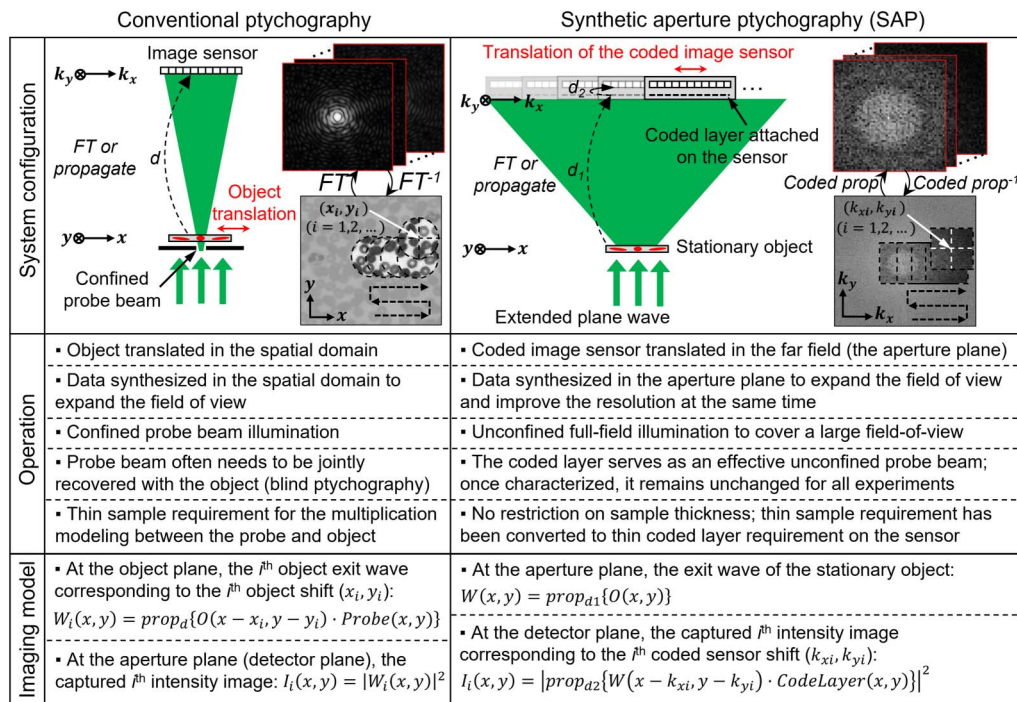 Conventional ptychography
Synthetic aperture ptychography (SAP)
System configuration
Image sensor
k_y
k_x
FT or
propagate
d
Object
translation
y
x
Confined
probe beam
FT
FT⁻¹
(x_i, y_i)
(i = 1,2, ...)
y
x
Translation of the coded image sensor
d_2
...
k_y
k_x
Coded layer attached
on the sensor
FT or
propagate
d_1
y
x
Stationary object
Extended plane wave
Coded prop
Coded prop⁻¹
(k_xi, k_yi)
(i = 1,2, ...)
k_y
k_x
Operation
▪ Object translated in the spatial domain
▪ Data synthesized in the spatial domain to
expand the field of view
▪ Confined probe beam illumination
▪ Probe beam often needs to be jointly
recovered with the object (blind ptychography)
▪ Thin sample requirement for the multiplication
modeling between the probe and object
▪ Coded image sensor translated in the far field (the aperture plane)
▪ Data synthesized in the aperture plane to expand the field of view
and improve the resolution at the same time
▪ Unconfined full-field illumination to cover a large field-of-view
▪ The coded layer serves as an effective unconfined probe beam;
once characterized, it remains unchanged for all experiments
▪ No restriction on sample thickness; thin sample requirement has
been converted to thin coded layer requirement on the sensor
Imaging model
▪ At the object plane, the iᵗʰ object exit wave
corresponding to the iᵗʰ object shift (x_i, y_i):
W_i(x, y) = prop_d{O(x − x_i, y − y_i) · Probe(x, y)}
▪ At the aperture plane (detector plane), the
captured iᵗʰ intensity image: I_i(x, y) = |W_i(x, y)|²
▪ At the aperture plane, the exit wave of the stationary object:
W(x, y) = prop_d1{O(x, y)}
▪ At the detector plane, the captured iᵗʰ intensity image
corresponding to the iᵗʰ coded sensor shift (k_xi, k_yi):
I_i(x, y) = |prop_d2{W(x − k_xi, y − k_yi) · CodeLayer(x, y)}|²